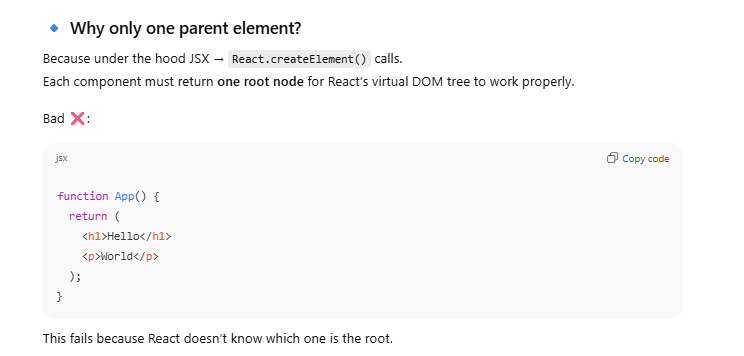 Why only one parent element?
Because under the hood JSX → React.createElement() calls.
Each component must return one root node for React's virtual DOM tree to work properly.
Bad ❌:
jsx
Copy code
function App() {
  return (
    <h1>Hello</h1>
    <p>World</p>
  );
}
This fails because React doesn't know which one is the root.